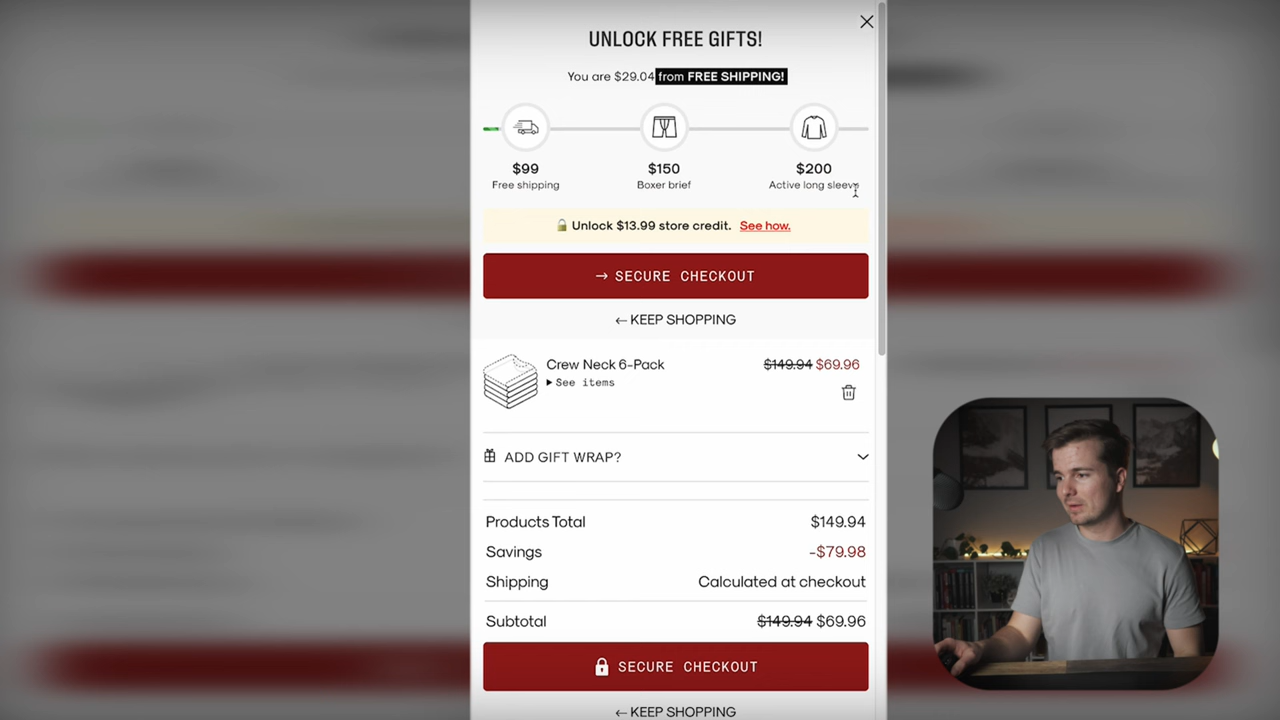 UNLOCK FREE GIFTS!
You are $29.04 from FREE SHIPPING!
$99 $150 $200
Free shipping Boxer brief Active long sleeve
Unlock $13.99 store credit. See how.
→ SECURE CHECKOUT
← KEEP SHOPPING
Crew Neck 6-Pack $149.94 $69.96
See items
ADD GIFT WRAP?
Products Total $149.94
Savings -$79.98
Shipping Calculated at checkout
Subtotal $149.94 $69.96
SECURE CHECKOUT
← KEEP SHOPPING